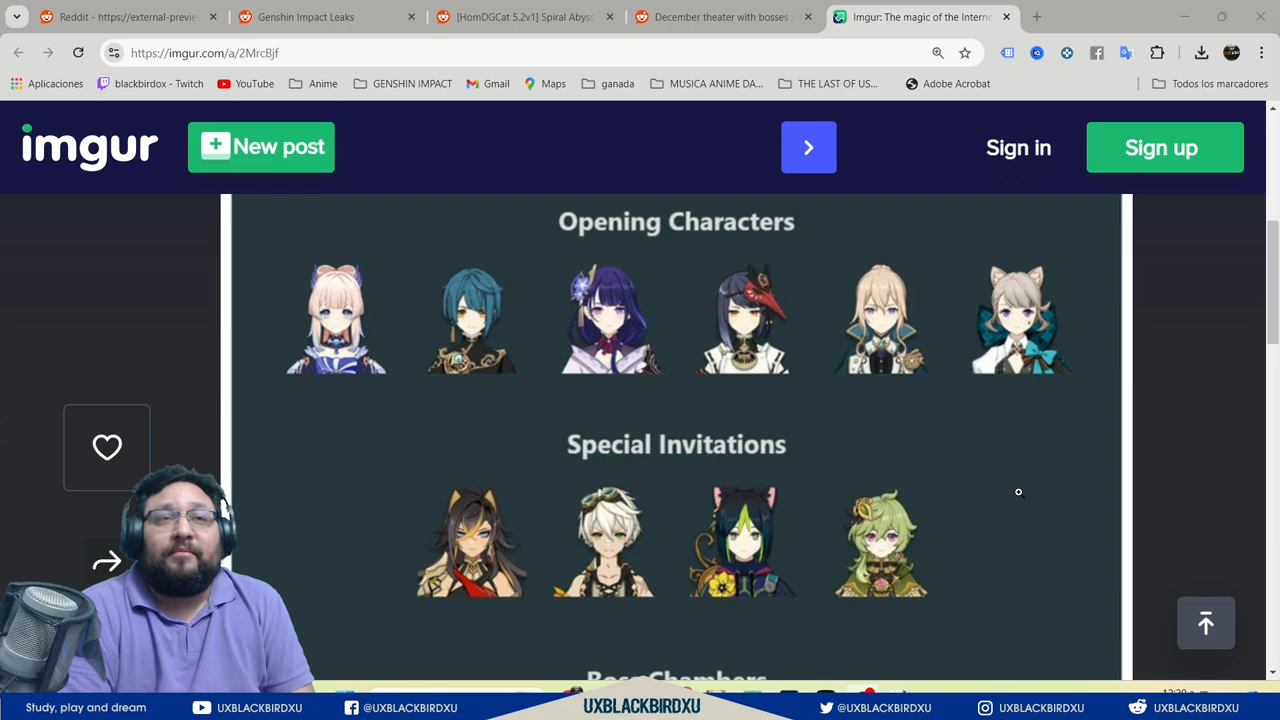 Reddit - https://external-previe
Genshin Impact Leaks
[HomDGCat 5.2v1] Spiral Abyss
December theater with bosses
Imgur: The magic of the Interne
https://imgur.com/a/2MrcBjf
Aplicaciones
blackbirdox - Twitch
YouTube
Anime
GENSHIN IMPACT
Gmail
Maps
ganada
MUSICA ANIME DA...
THE LAST OF US...
Adobe Acrobat
Todos los marcadores
imgur
New post
Sign in
Sign up
Opening Characters
Special Invitations
Boss Chambers
Study, play and dream
UXBLACKBIRDXU
@UXBLACKBIRDXU
UXBLACKBIRDXU
@UXBLACKBIRDXU
UXBLACKBIRDXU
UXBLACKBIRDXU